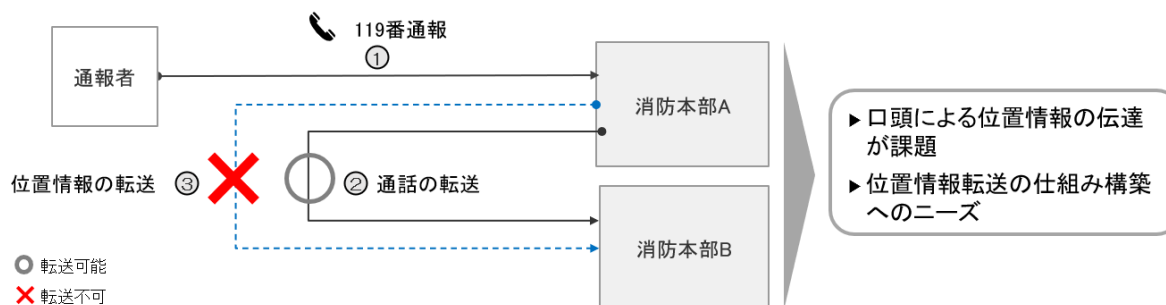 119番通報
①
通報者
消防本部A
位置情報の転送 ③
② 通話の転送
消防本部B
転送可能
転送不可
▶口頭による位置情報の伝達
が課題
▶位置情報転送の仕組み構築
へのニーズ